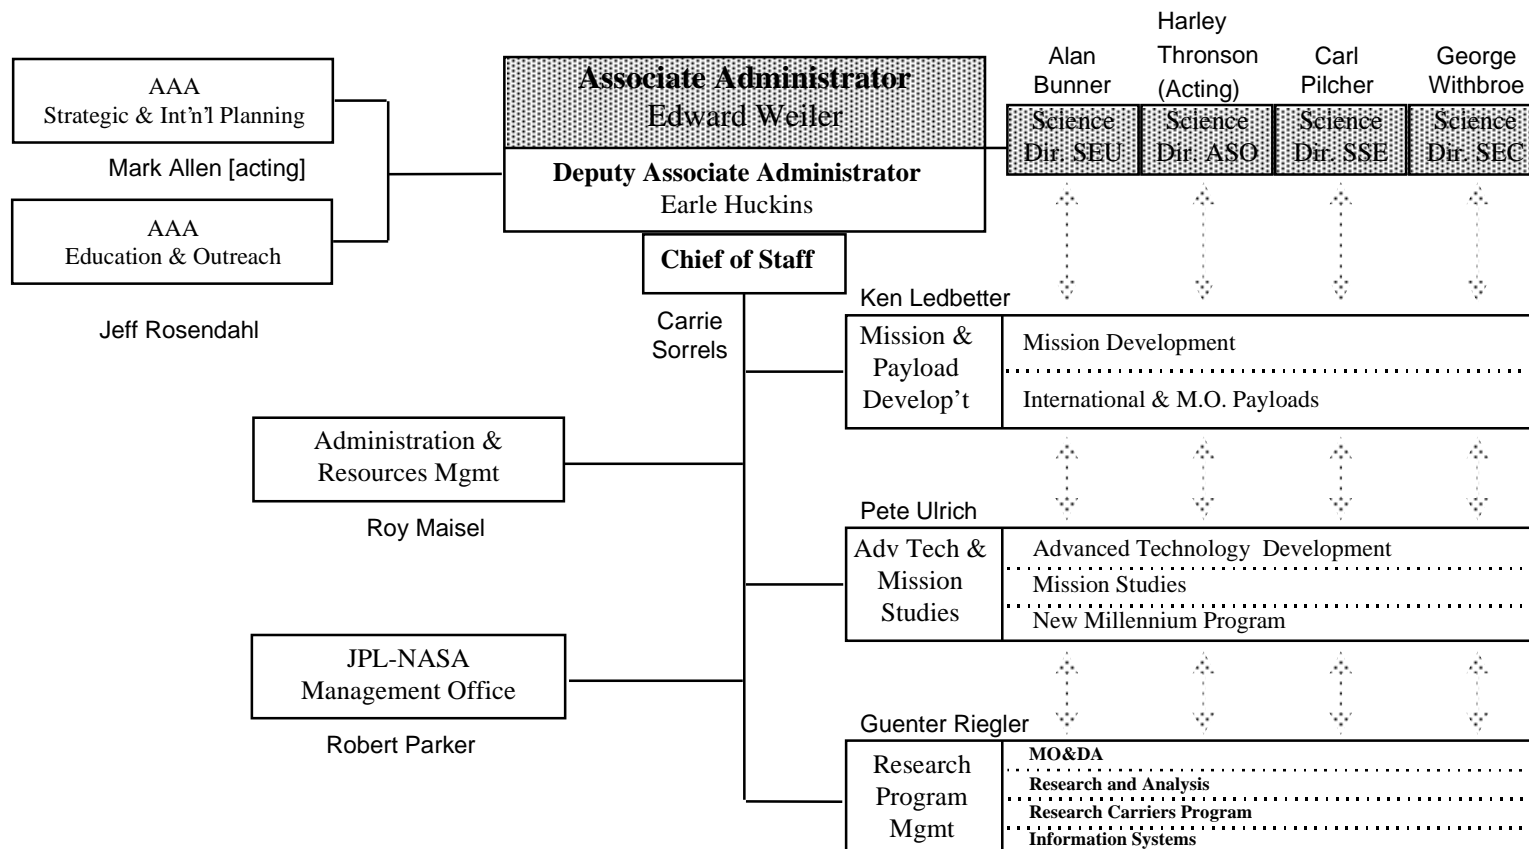 AAA
Strategic & Int'n'l Planning
Mark Allen [acting]
AAA
Education & Outreach
Jeff Rosendahl
Associate Administrator
Edward Weiler
Deputy Associate Administrator
Earle Huckins
Chief of Staff
Carrie
Sorrels
Alan
Bunner
Science
Dir. SEU
Harley
Thronson
(Acting)
Science
Dir. ASO
Carl
Pilcher
Science
Dir. SSE
George
Withbroe
Science
Dir. SEC
Ken Ledbetter
Mission &
Payload
Develop't
Mission Development
International & M.O. Payloads
Administration &
Resources Mgmt
Roy Maisel
Pete Ulrich
Adv Tech &
Mission
Studies
Advanced Technology Development
Mission Studies
New Millennium Program
JPL-NASA
Management Office
Robert Parker
Guenter Riegler
Research
Program
Mgmt
MO&DA
Research and Analysis
Research Carriers Program
Information Systems